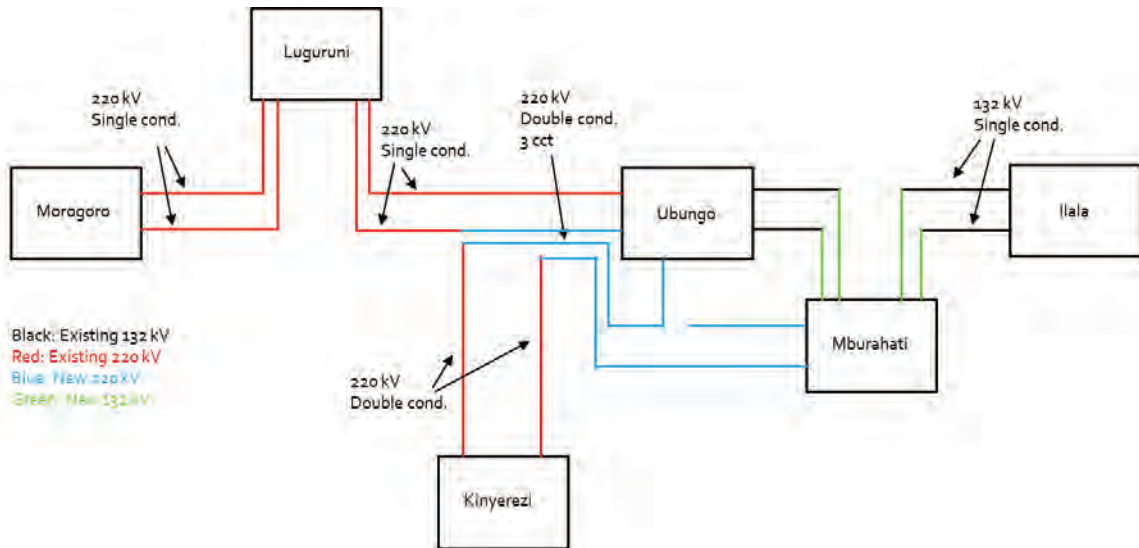 Luguruni
220 kV
Single cond.
220 kV
Double cond.
3 cct
132 kV
Single cond.
220 kV
Single cond.
Morogoro
Ubungo
Ilala
Black: Existing 132 kV
Red: Existing 220 kV
Blue: New 220 kV
Green: New 132 kV
Mburahati
220 kV
Double cond.
Kinyerezi